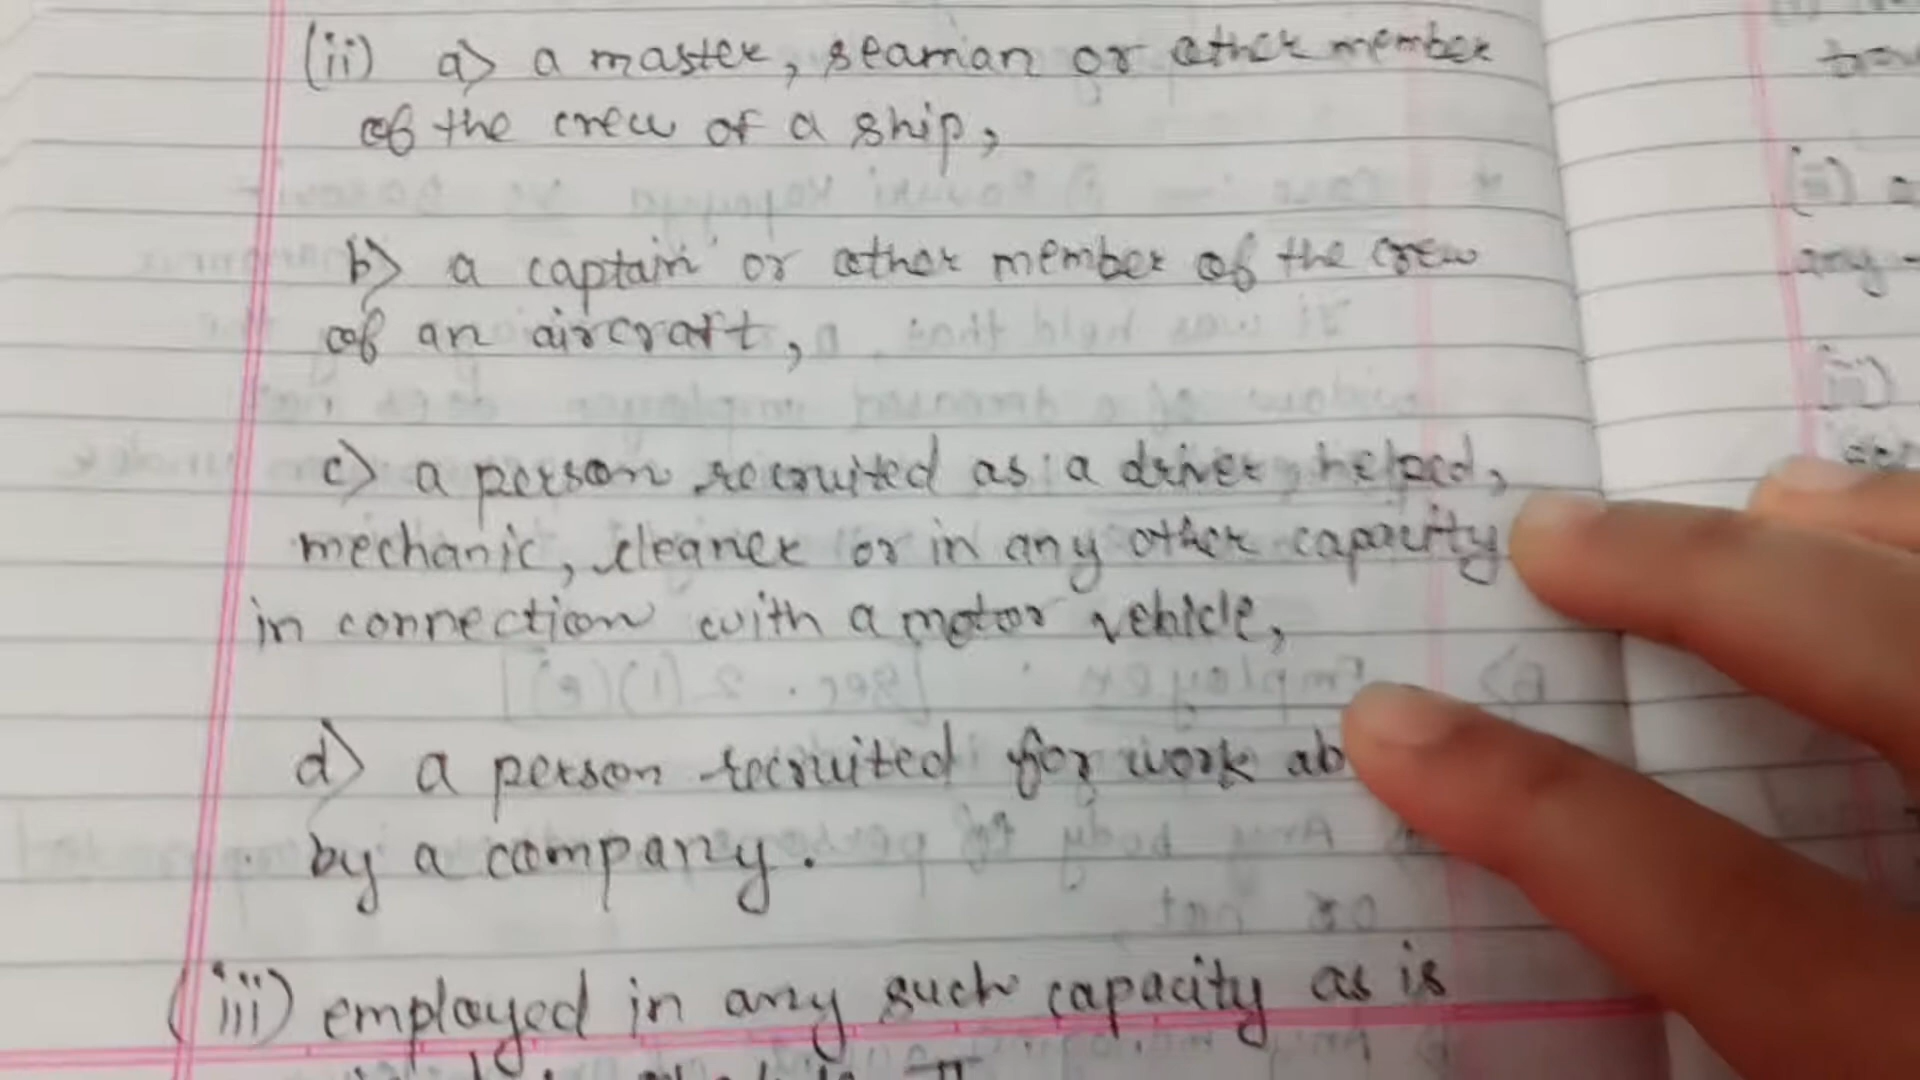 (ii) a) a master, seaman or other member
of the crew of a ship,
b) a captain or other member of the crew
of an aircraft,
c) a person recruited as a driver, helped,
mechanic, cleaner or in any other capacity
in connection with a motor vehicle,
d) a person recruited for work ab
by a company.
(iii) employed in any such capacity as is